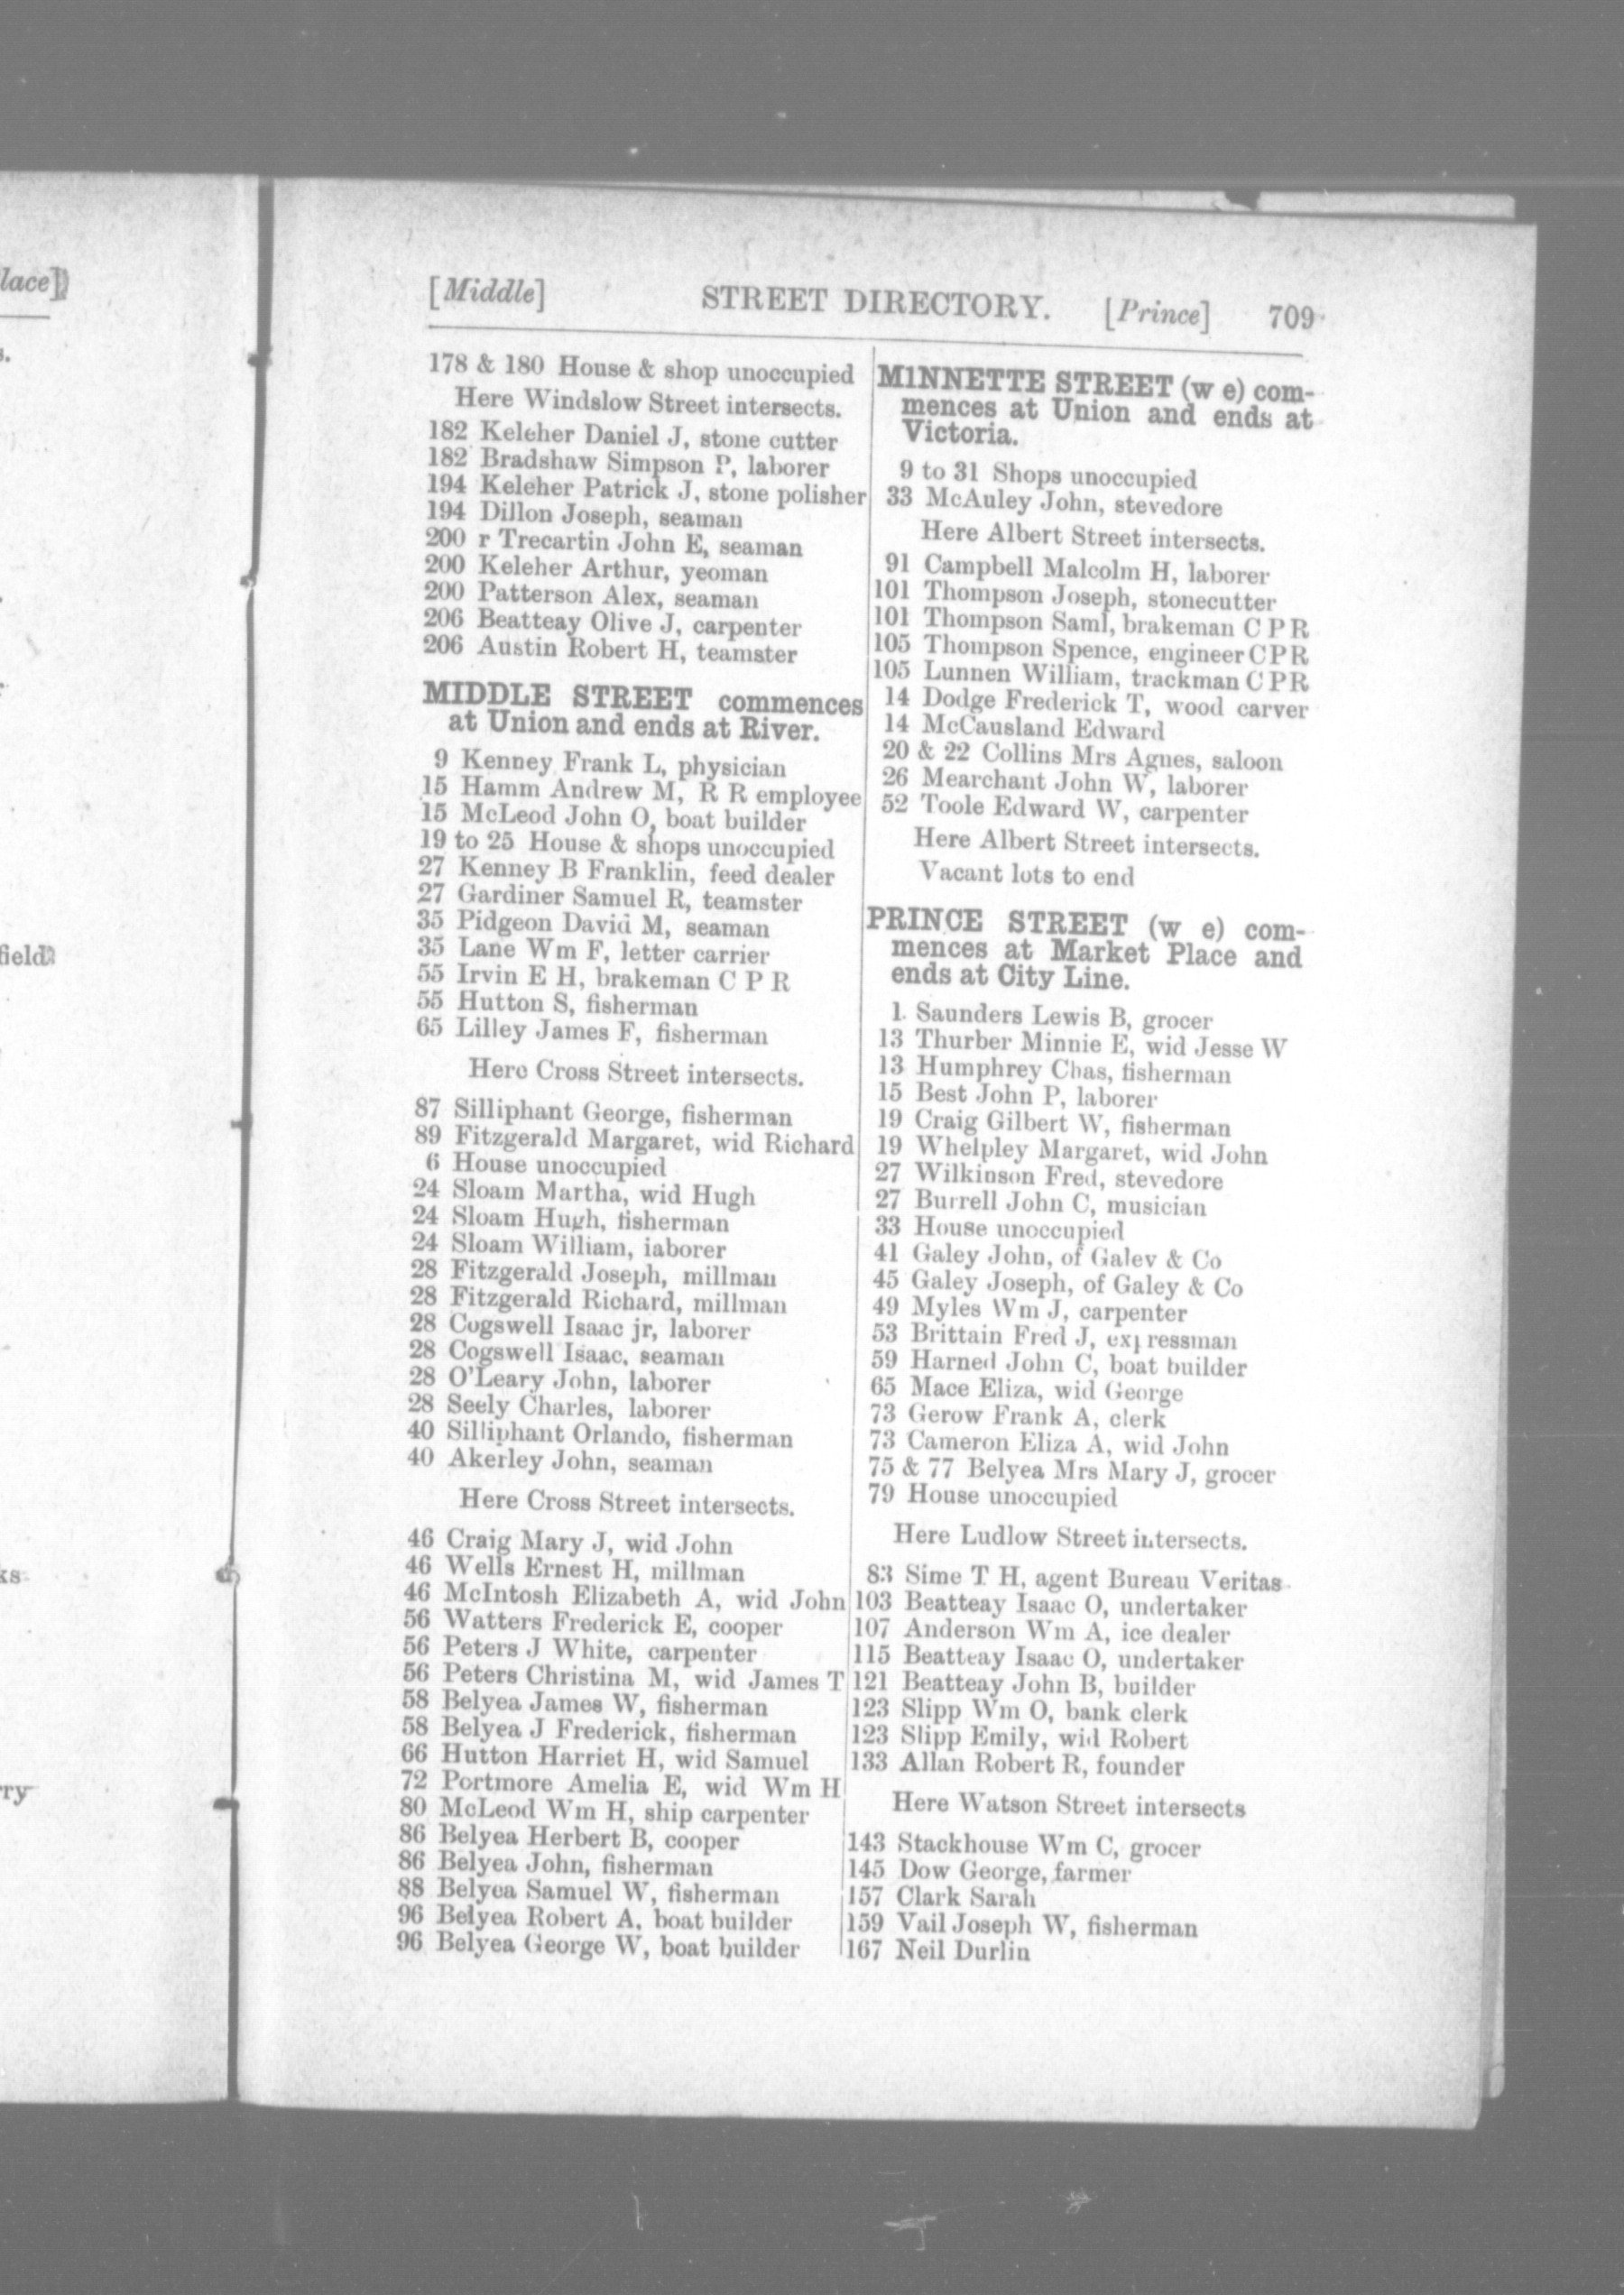 lace]
field
ks
rry
[Middle] STREET DIRECTORY. [Prince] 709
178 & 180 House & shop unoccupied
Here Windslow Street intersects.
182 Keleher Daniel J, stone cutter
182 Bradshaw Simpson P, laborer
194 Keleher Patrick J, stone polisher
194 Dillon Joseph, seaman
200 r Trecartin John E, seaman
200 Keleher Arthur, yeoman
200 Patterson Alex, seaman
206 Beatteay Olive J, carpenter
206 Austin Robert H, teamster
MIDDLE STREET commences
at Union and ends at River.
9 Kenney Frank L, physician
15 Hamm Andrew M, R R employee
15 McLeod John O, boat builder
19 to 25 House & shops unoccupied
27 Kenney B Franklin, feed dealer
27 Gardiner Samuel R, teamster
35 Pidgeon David M, seaman
35 Lane Wm F, letter carrier
55 Irvin E H, brakeman C P R
55 Hutton S, fisherman
65 Lilley James F, fisherman
Here Cross Street intersects.
87 Silliphant George, fisherman
89 Fitzgerald Margaret, wid Richard
6 House unoccupied
24 Sloam Martha, wid Hugh
24 Sloam Hugh, fisherman
24 Sloam William, laborer
28 Fitzgerald Joseph, millman
28 Fitzgerald Richard, millman
28 Cogswell Isaac jr, laborer
28 Cogswell Isaac, seaman
28 O'Leary John, laborer
28 Seely Charles, laborer
40 Silliphant Orlando, fisherman
40 Akerley John, seaman
Here Cross Street intersects.
46 Craig Mary J, wid John
46 Wells Ernest H, millman
46 McIntosh Elizabeth A, wid John
56 Watters Frederick E, cooper
56 Peters J White, carpenter
56 Peters Christina M, wid James T
58 Belyea James W, fisherman
58 Belyea J Frederick, fisherman
66 Hutton Harriet H, wid Samuel
72 Portmore Amelia E, wid Wm H
80 McLeod Wm H, ship carpenter
86 Belyea Herbert B, cooper
86 Belyea John, fisherman
88 Belyea Samuel W, fisherman
96 Belyea Robert A, boat builder
96 Belyea George W, boat builder
M1NNETTE STREET (w e) com-
mences at Union and ends at
Victoria.
9 to 31 Shops unoccupied
33 McAuley John, stevedore
Here Albert Street intersects.
91 Campbell Malcolm H, laborer
101 Thompson Joseph, stonecutter
101 Thompson Saml, brakeman C P R
105 Thompson Spence, engineer C P R
105 Lunnen William, trackman C P R
14 Dodge Frederick T, wood carver
14 McCausland Edward
20 & 22 Collins Mrs Agnes, saloon
26 Mearchant John W, laborer
52 Toole Edward W, carpenter
Here Albert Street intersects.
Vacant lots to end
PRINCE STREET (w e) com-
mences at Market Place and
ends at City Line.
1 Saunders Lewis B, grocer
13 Thurber Minnie E, wid Jesse W
13 Humphrey Chas, fisherman
15 Best John P, laborer
19 Craig Gilbert W, fisherman
19 Whelpley Margaret, wid John
27 Wilkinson Fred, stevedore
27 Burrell John C, musician
33 House unoccupied
41 Galey John, of Galey & Co
45 Galey Joseph, of Galey & Co
49 Myles Wm J, carpenter
53 Brittain Fred J, expressman
59 Harned John C, boat builder
65 Mace Eliza, wid George
73 Gerow Frank A, clerk
73 Cameron Eliza A, wid John
75 & 77 Belyea Mrs Mary J, grocer
79 House unoccupied
Here Ludlow Street intersects.
83 Sime T H, agent Bureau Veritas
103 Beatteay Isaac O, undertaker
107 Anderson Wm A, ice dealer
115 Beatteay Isaac O, undertaker
121 Beatteay John B, builder
123 Slipp Wm O, bank clerk
123 Slipp Emily, wid Robert
133 Allan Robert R, founder
Here Watson Street intersects
143 Stackhouse Wm C, grocer
145 Dow George, farmer
157 Clark Sarah
159 Vail Joseph W, fisherman
167 Neil Durlin